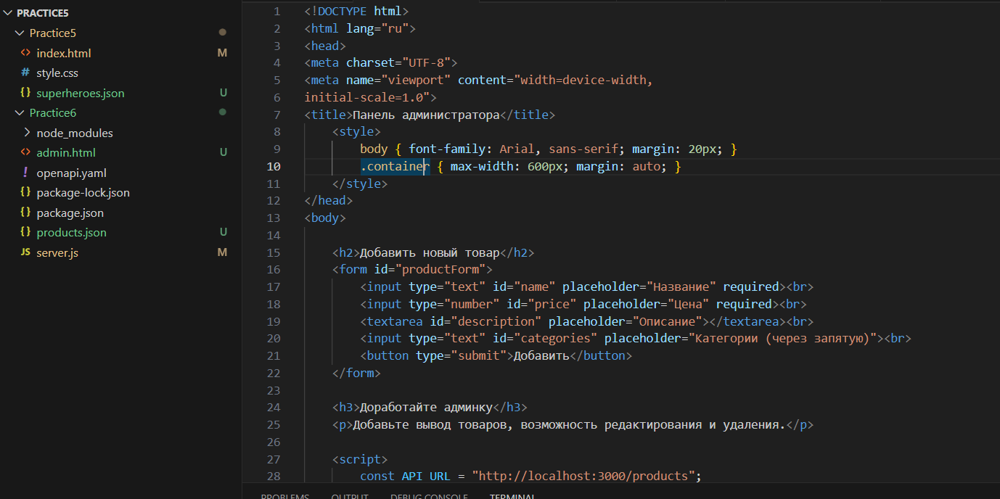 PRACTICE5
Practice5
index.html M
style.css
superheroes.json U
Practice6
node_modules
admin.html U
openapi.yaml
package-lock.json
package.json
products.json U
server.js M
1 <!DOCTYPE html>
2 <html lang="ru">
3 <head>
4 <meta charset="UTF-8">
5 <meta name="viewport" content="width=device-width,
6 initial-scale=1.0">
7 <title>Панель администратора</title>
8 <style>
9 body { font-family: Arial, sans-serif; margin: 20px; }
10 .container { max-width: 600px; margin: auto; }
11 </style>
12 </head>
13 <body>
14
15 <h2>Добавить новый товар</h2>
16 <form id="productForm">
17 <input type="text" id="name" placeholder="Название" required><br>
18 <input type="number" id="price" placeholder="Цена" required><br>
19 <textarea id="description" placeholder="Описание"></textarea><br>
20 <input type="text" id="categories" placeholder="Категории (через запятую)"><br>
21 <button type="submit">Добавить</button>
22 </form>
23
24 <h3>Доработайте админку</h3>
25 <p>Добавьте вывод товаров, возможность редактирования и удаления.</p>
26
27 <script>
28 const API_URL = "http://localhost:3000/products";
PROBLEMS OUTPUT DEBUG CONSOLE TERMINAL